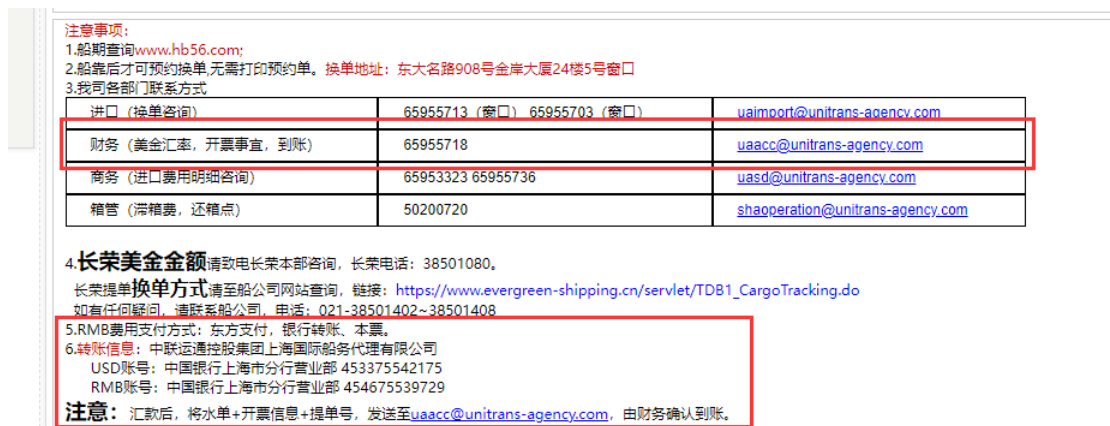 注意事项：
1.船期查询www.hb56.com;
2.船靠后才可预约换单,无需打印预约单。换单地址：东大名路908号金岸大厦24楼5号窗口
3.我司各部门联系方式
进口（换单咨询） 65955713（窗口） 65955703（窗口） uaimport@unitrans-agency.com
财务（美金汇率，开票事宜，到账） 65955718 uaacc@unitrans-agency.com
商务（进口费用明细咨询） 65953323 65955736 uasd@unitrans-agency.com
箱管（滞箱费，还箱点） 50200720 shaoperation@unitrans-agency.com
4.长荣美金金额请致电长荣本部咨询，长荣电话：38501080。
长荣提单换单方式请至船公司网站查询，链接：https://www.evergreen-shipping.cn/servlet/TDB1_CargoTracking.do
如有任何疑问，请联系船公司，电话：021-38501402~38501408
5.RMB费用支付方式：东方支付，银行转账、本票。
6.转账信息：中联运通控股集团上海国际船务代理有限公司
USD账号：中国银行上海市分行营业部 453375542175
RMB账号：中国银行上海市分行营业部 454675539729
注意：汇款后，将水单+开票信息+提单号，发送至uaacc@unitrans-agency.com，由财务确认到账。